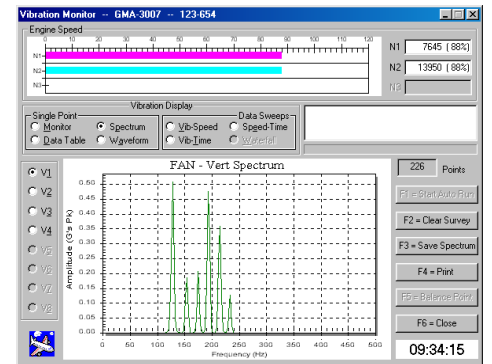 Vibration Monitor -- GMA-3007 -- 123-654
Engine Speed
0 10 20 30 40 50 60 70 80 90 100 110 120
N1-
N2-
N3-
N1 7645 ( 88%)
N2 13950 ( 88%)
N3
Vibration Display
Single Point
Data Sweeps
Monitor Spectrum Vib-Speed Speed-Time
Data Table Waveform Vib-Time Waterfall
V1
V2
V3
V4
V5
V6
V7
V8
FAN - Vert Spectrum
Amplitude (G's Pk)
0.50
0.45
0.40
0.35
0.30
0.25
0.20
0.15
0.10
0.05
0.00
0 50 100 150 200 250 300 350 400 450 500
Frequency (Hz)
226 Points
F1 = Start Auto Run
F2 = Clear Survey
F3 = Save Spectrum
F4 = Print
F5 = Balance Point
F6 = Close
09:34:15